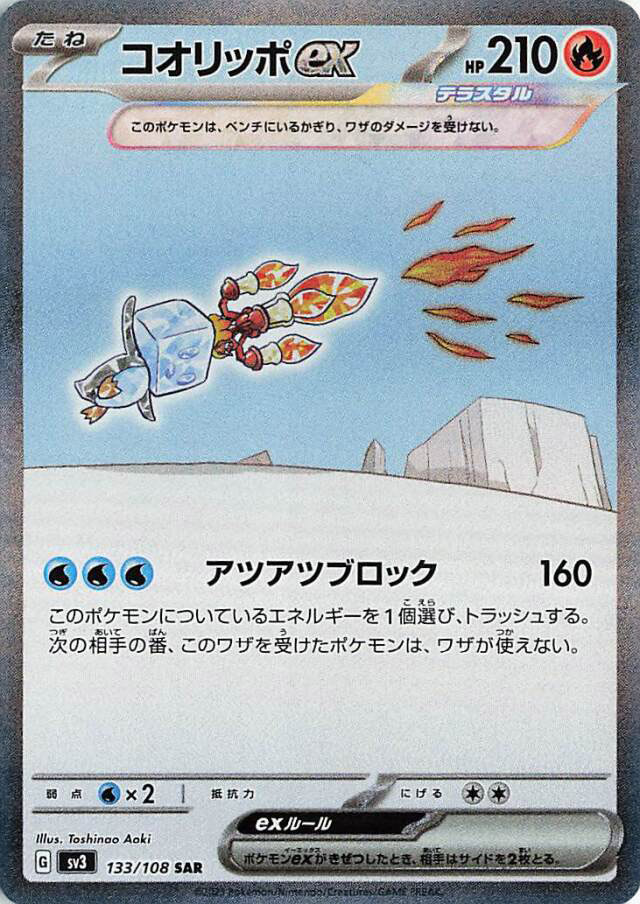 たね
コオリッポex
HP 210
テラスタル
このポケモンは、ベンチにいるかぎり、ワザのダメージを受けない。
アツアツブロック 160
このポケモンについているエネルギーを1個選び、トラッシュする。
次の相手の番、このワザを受けたポケモンは、ワザが使えない。
弱点 ×2 抵抗力 にげる
exルール
ポケモンexがきぜつしたとき、相手はサイドを2枚とる。
Illus. Toshinao Aoki
G sv3 133/108 SAR
©2023 Pokémon/Nintendo/Creatures/GAME FREAK.